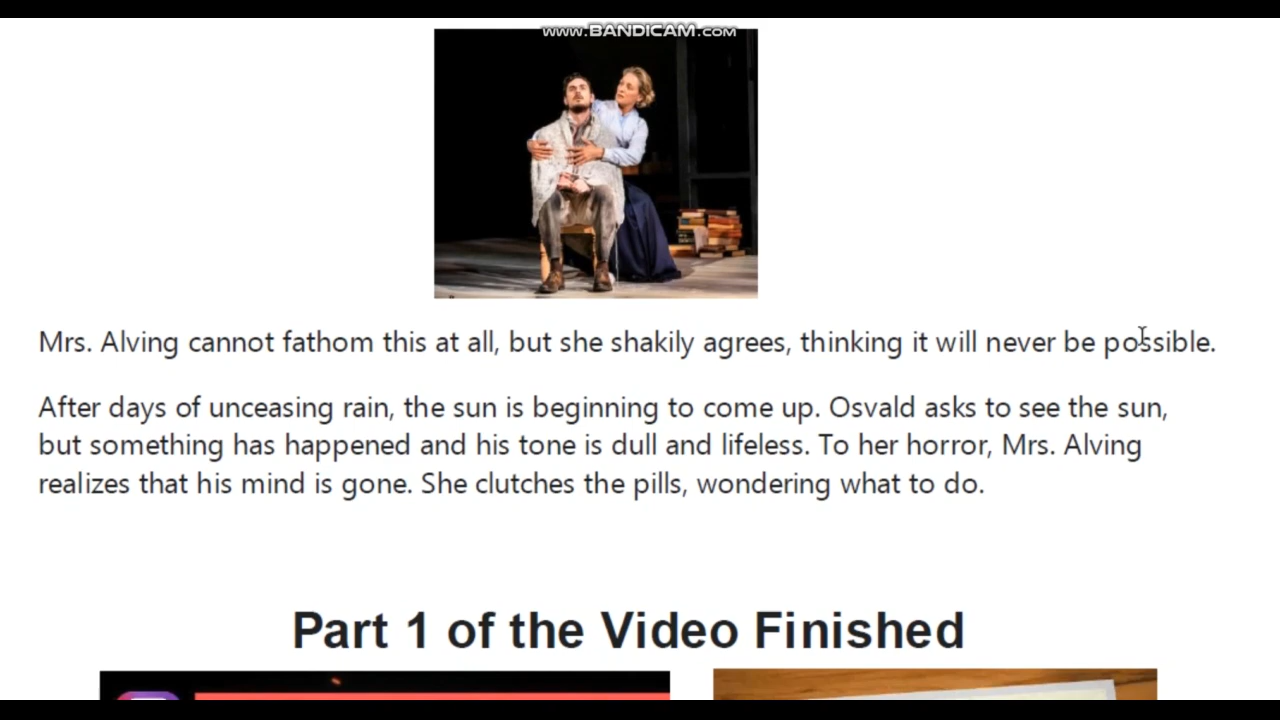 www.BANDICAM.com
Mrs. Alving cannot fathom this at all, but she shakily agrees, thinking it will never be possible.
After days of unceasing rain, the sun is beginning to come up. Osvald asks to see the sun,
but something has happened and his tone is dull and lifeless. To her horror, Mrs. Alving
realizes that his mind is gone. She clutches the pills, wondering what to do.
Part 1 of the Video Finished